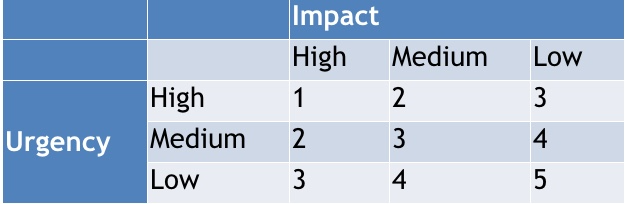 Impact
High Medium Low
High 1 2 3
Urgency Medium 2 3 4
Low 3 4 5